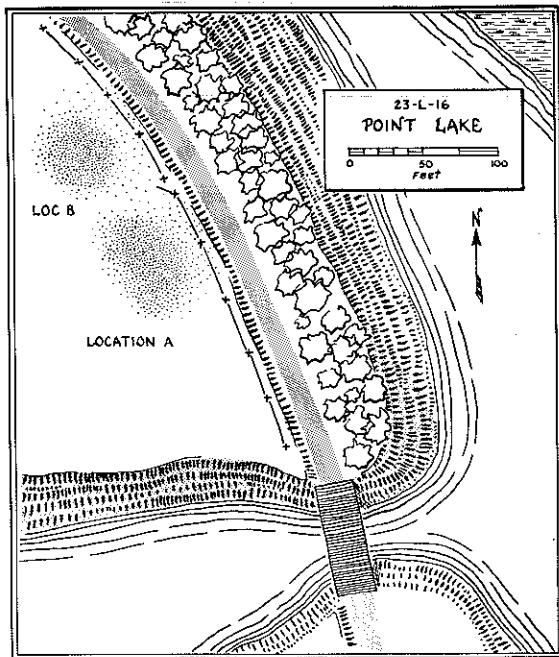 23-L-16
POINT LAKE
0 50 100
Feet
N
LOC B
LOCATION A